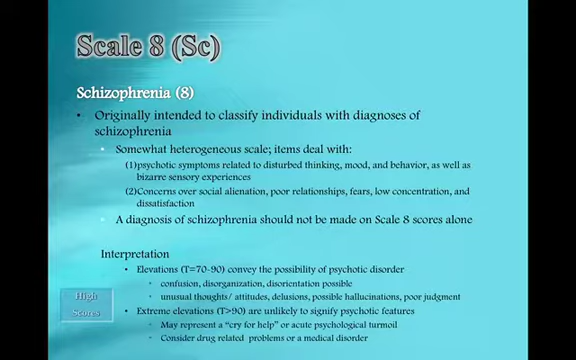 Scale 8 (Sc)
Schizophrenia (8)
• Originally intended to classify individuals with diagnoses of
schizophrenia
• Somewhat heterogeneous scale; items deal with:
(1)psychotic symptoms related to disturbed thinking, mood, and behavior, as well as
bizarre sensory experiences
(2)Concerns over social alienation, poor relationships, fears, low concentration, and
dissatisfaction
• A diagnosis of schizophrenia should not be made on Scale 8 scores alone
Interpretation
• Elevations (T=70-90) convey the possibility of psychotic disorder
• confusion, disorganization, disorientation possible
• unusual thoughts/ attitudes, delusions, possible hallucinations, poor judgment
• Extreme elevations (T>90) are unlikely to signify psychotic features
• May represent a "cry for help" or acute psychological turmoil
• Consider drug related problems or a medical disorder
High
Scores